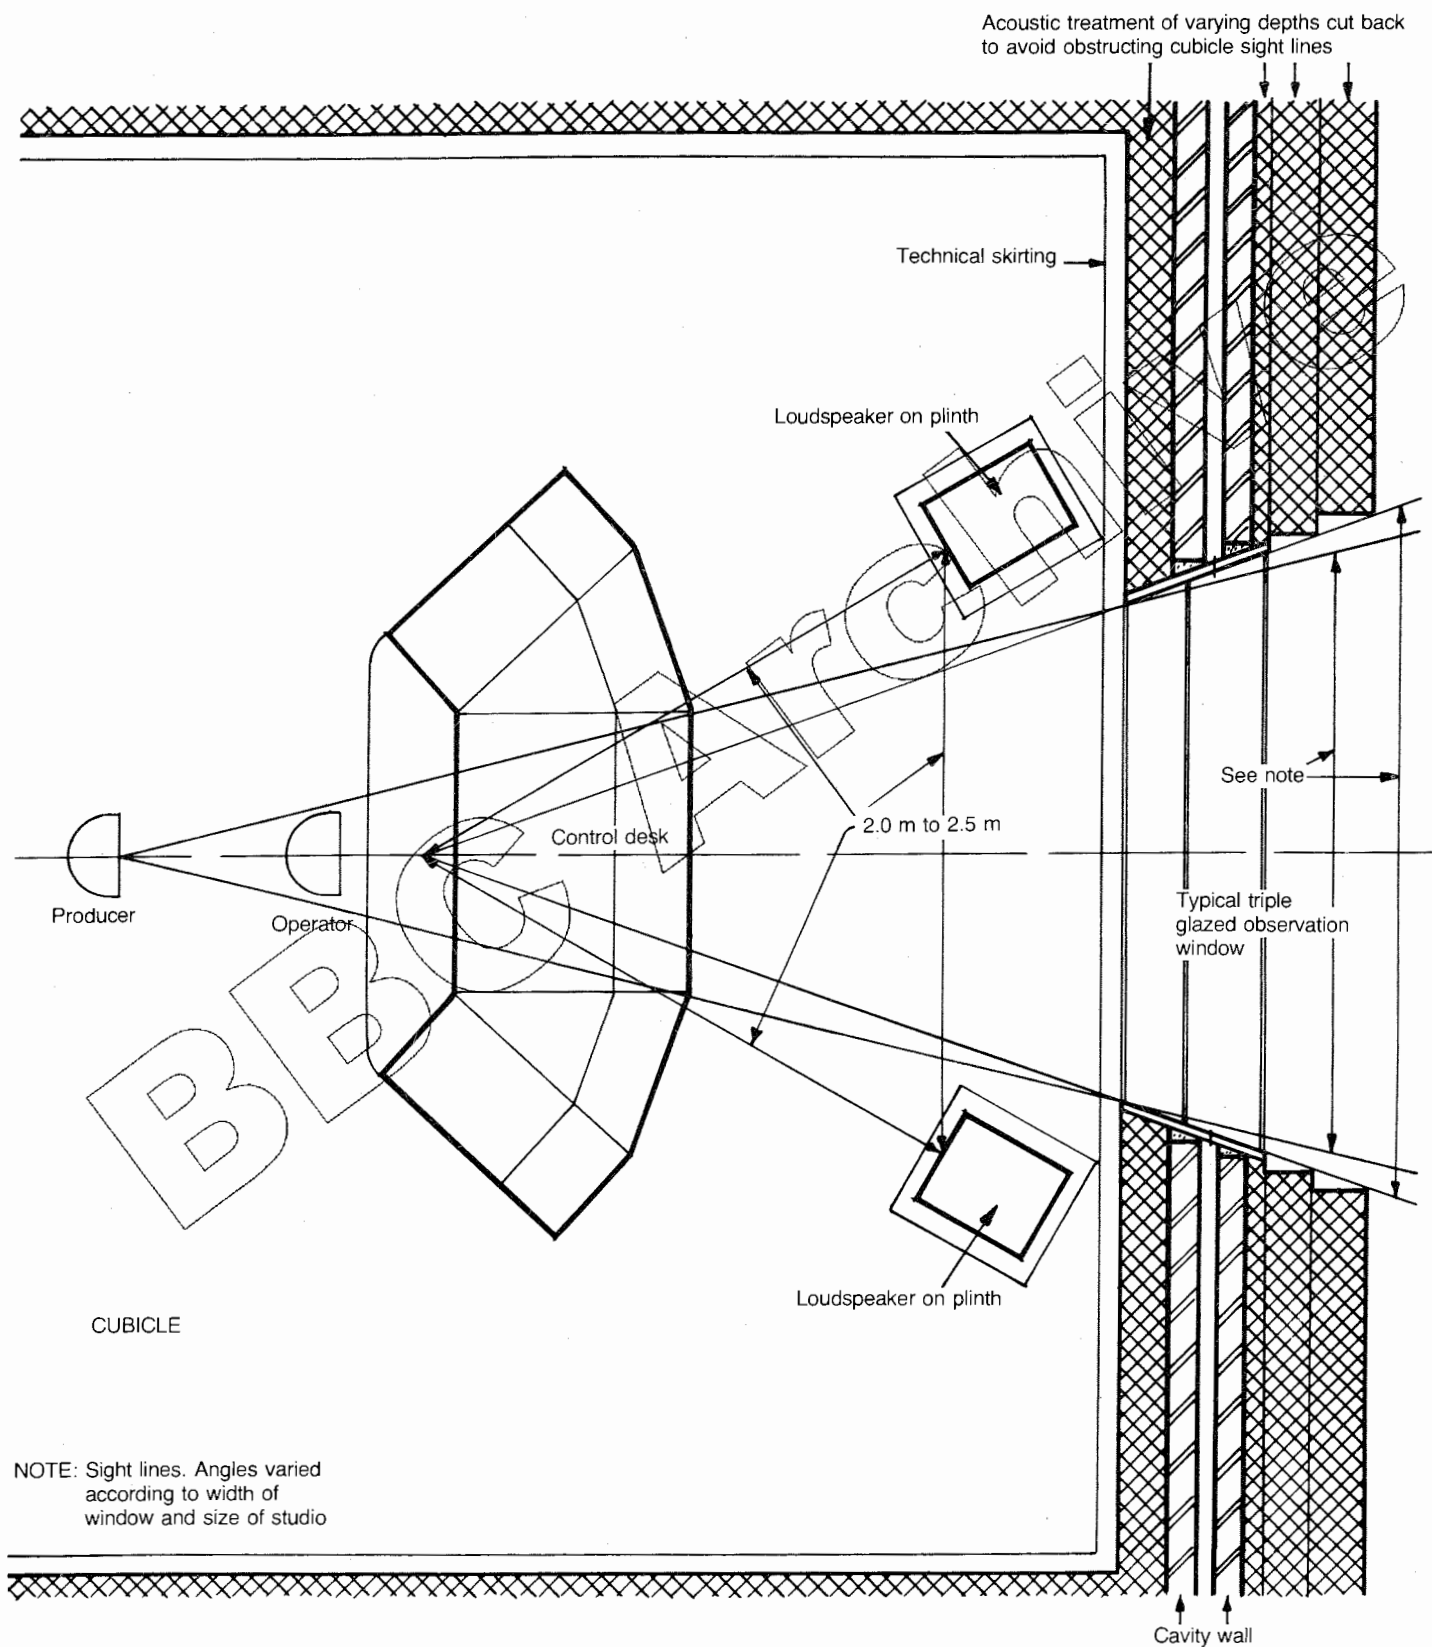 Acoustic treatment of varying depths cut back
to avoid obstructing cubicle sight lines
Technical skirting
Loudspeaker on plinth
See note
2.0 m to 2.5 m
Control desk
Producer
Operator
Typical triple
glazed observation
window
Loudspeaker on plinth
CUBICLE
NOTE: Sight lines. Angles varied
according to width of
window and size of studio
Cavity wall
BBC Archive